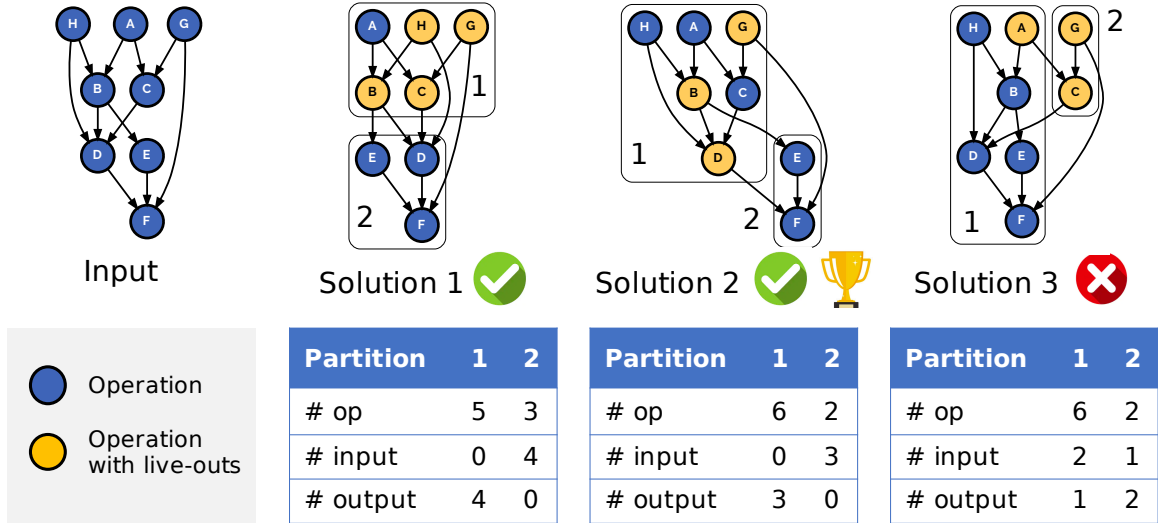 H A G
B C
D E
F
Input
A H G
B C 1
E D
2 F
Solution 1
H A G
B C
1 D E
2 F
Solution 2
H A G 2
B C
D E
1 F
Solution 3
Operation
Operation
with live-outs
Partition 1 2
# op 5 3
# input 0 4
# output 4 0
Partition 1 2
# op 6 2
# input 0 3
# output 3 0
Partition 1 2
# op 6 2
# input 2 1
# output 1 2